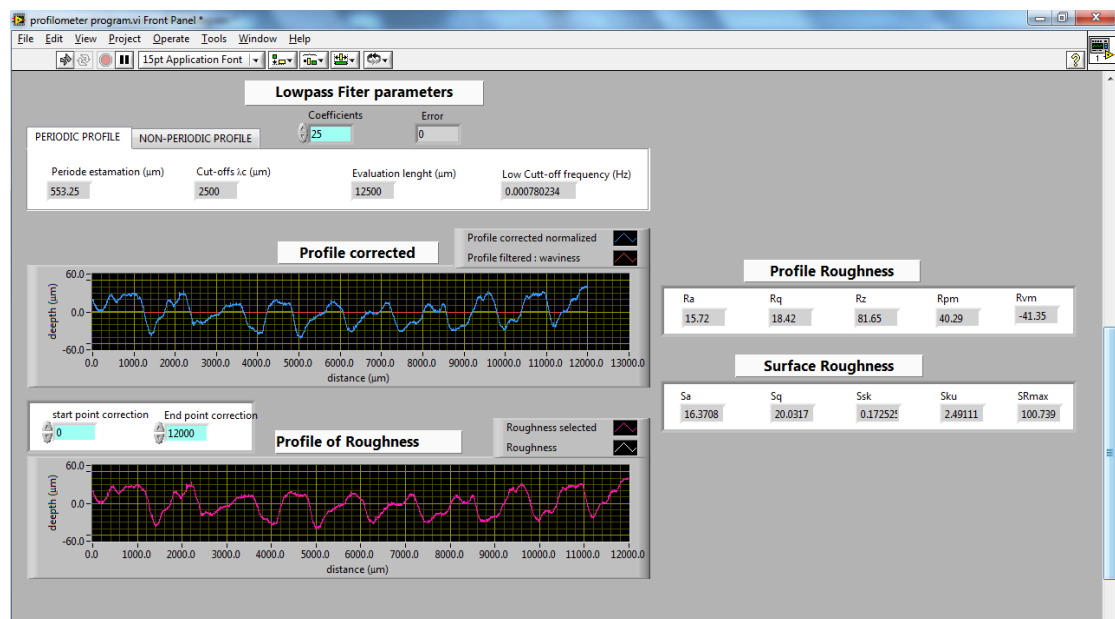 profilometer program.vi Front Panel *
File Edit View Project Operate Tools Window Help
15pt Application Font
1
Lowpass Fiter parameters
Coefficients Error
25 0
PERIODIC PROFILE NON-PERIODIC PROFILE
Periode estamation (µm) Cut-offs λc (µm) Evaluation lenght (µm) Low Cutt-off frequency (Hz)
553.25 2500 12500 0.000780234
Profile corrected
Profile corrected normalized
Profile filtered : waviness
60.0
0.0
-60.0
deepth (µm)
0.0 1000.0 2000.0 3000.0 4000.0 5000.0 6000.0 7000.0 8000.0 9000.0 10000.0 11000.0 12000.0 13000.0
distance (µm)
Profile Roughness
Ra Rq Rz Rpm Rvm
15.72 18.42 81.65 40.29 -41.35
Surface Roughness
Sa Sq Ssk Sku SRmax
16.3708 20.0317 0.17252 2.49111 100.739
start point correction End point correction
0 12000
Profile of Roughness
Roughness selected
Roughness
60.0
0.0
-60.0
deepth (µm)
0.0 1000.0 2000.0 3000.0 4000.0 5000.0 6000.0 7000.0 8000.0 9000.0 10000.0 11000.0 12000.0
distance (µm)